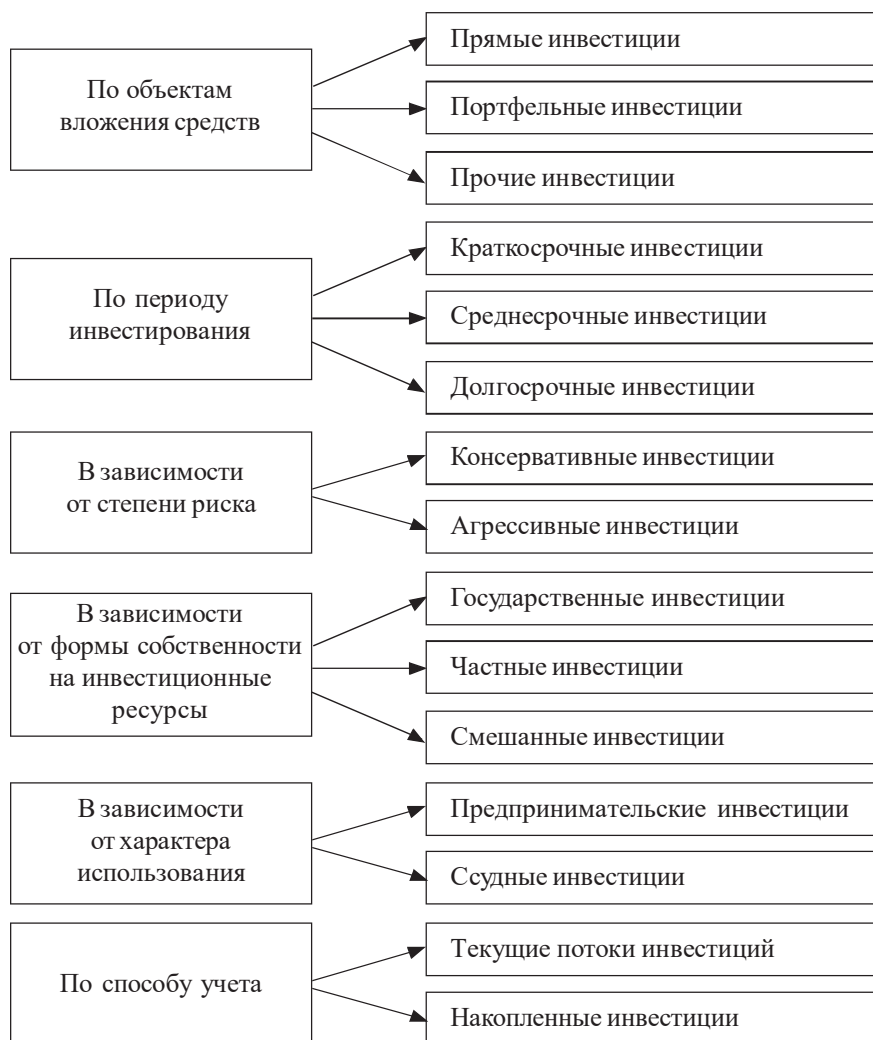 По объектам
вложения средств
Прямые инвестиции
Портфельные инвестиции
Прочие инвестиции
По периоду
инвестирования
Краткосрочные инвестиции
Среднесрочные инвестиции
Долгосрочные инвестиции
В зависимости
от степени риска
Консервативные инвестиции
Агрессивные инвестиции
В зависимости
от формы собственности
на инвестиционные
ресурсы
Государственные инвестиции
Частные инвестиции
Смешанные инвестиции
В зависимости
от характера
использования
Предпринимательские инвестиции
Ссудные инвестиции
По способу учета
Текущие потоки инвестиций
Накопленные инвестиции